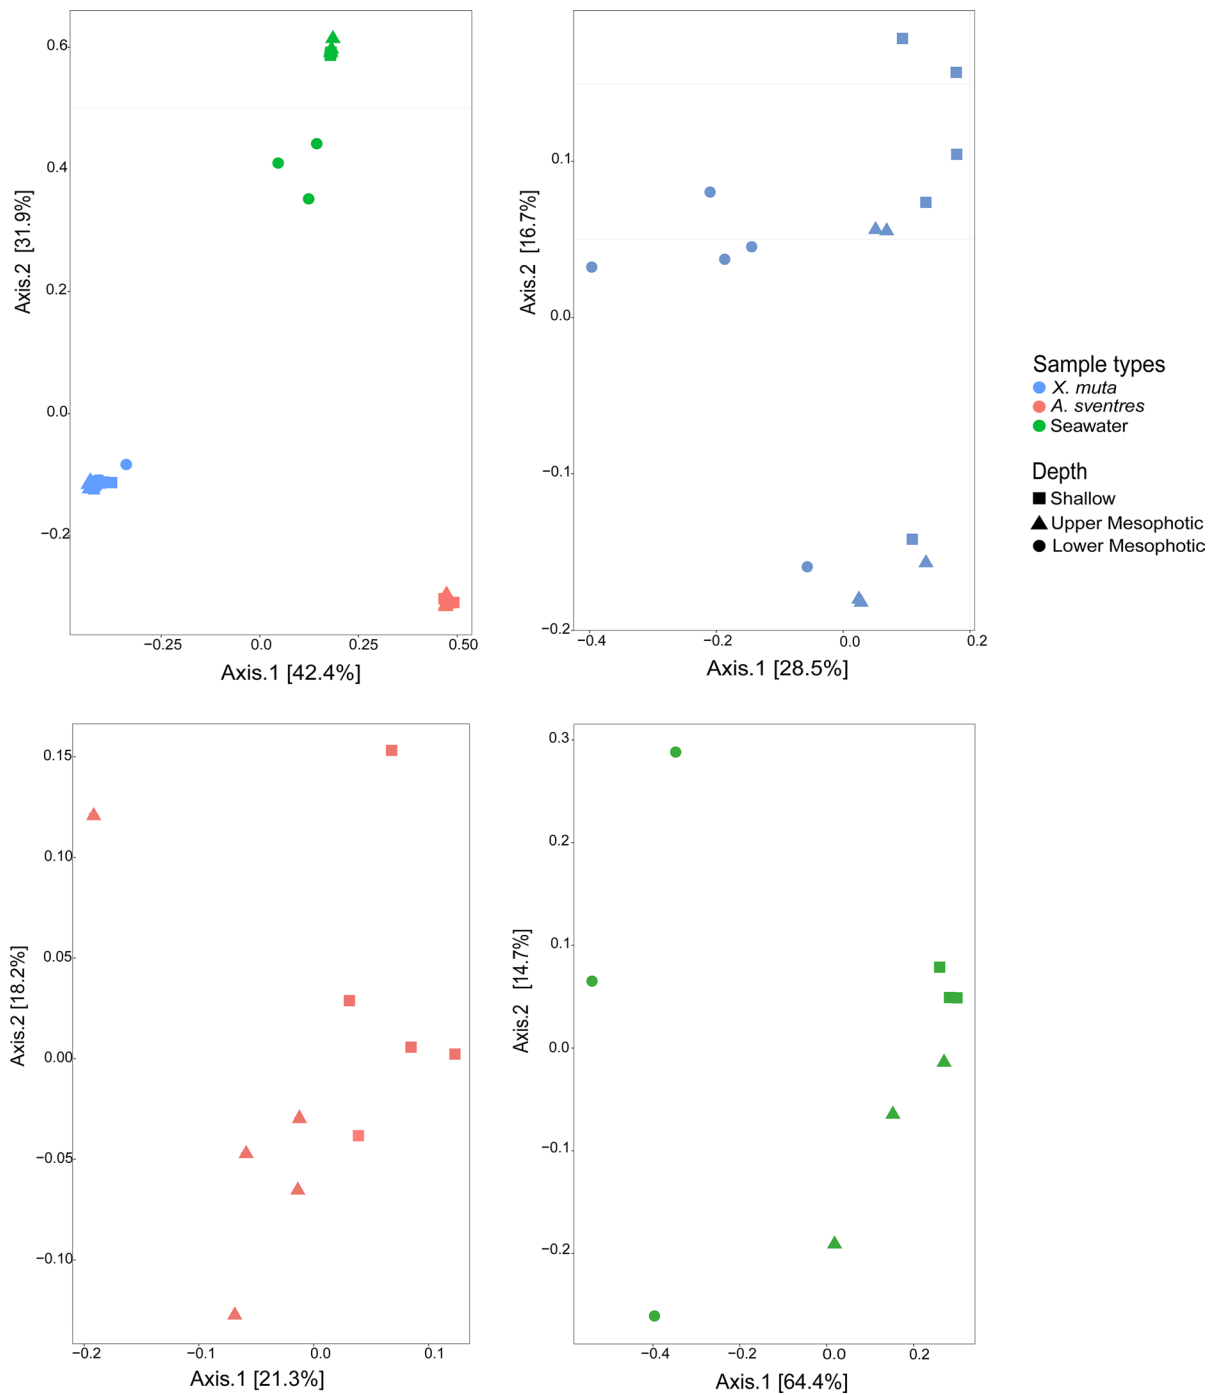 0.6
0.4
0.2
0.0
−0.2
Axis.2 [31.9%]
−0.25
0.0
0.25
0.50
Axis.1 [42.4%]
0.1
0.0
−0.1
−0.2
Axis.2 [16.7%]
−0.4
−0.2
0.0
0.2
Axis.1 [28.5%]
Sample types
X. muta
A. sventres
Seawater
Depth
Shallow
Upper Mesophotic
Lower Mesophotic
0.15
0.10
0.05
0.00
−0.05
−0.10
Axis.2 [18.2%]
−0.2
−0.1
0.0
0.1
Axis.1 [21.3%]
0.3
0.2
0.1
0.0
−0.1
−0.2
Axis.2 [14.7%]
−0.4
−0.2
0.0
0.2
Axis.1 [64.4%]